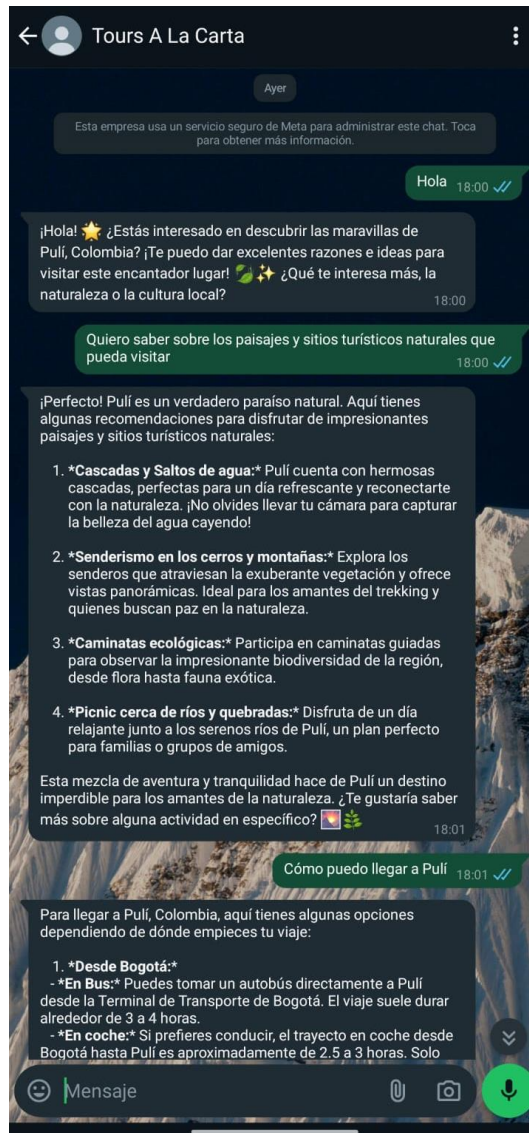 Tours A La Carta
Ayer
Esta empresa usa un servicio seguro de Meta para administrar este chat. Toca
para obtener más información.
Hola 18:00
¡Hola! 🌟 ¿Estás interesado en descubrir las maravillas de
Pulí, Colombia? ¡Te puedo dar excelentes razones e ideas para
visitar este encantador lugar! 🍃✨ ¿Qué te interesa más, la
naturaleza o la cultura local?
18:00
Quiero saber sobre los paisajes y sitios turísticos naturales que
pueda visitar
18:00
¡Perfecto! Pulí es un verdadero paraíso natural. Aquí tienes
algunas recomendaciones para disfrutar de impresionantes
paisajes y sitios turísticos naturales:
1. *Cascadas y Saltos de agua:* Pulí cuenta con hermosas
cascadas, perfectas para un día refrescante y reconectarte
con la naturaleza. ¡No olvides llevar tu cámara para capturar
la belleza del agua cayendo!
2. *Senderismo en los cerros y montañas:* Explora los
senderos que atraviesan la exuberante vegetación y ofrece
vistas panorámicas. Ideal para los amantes del trekking y
quienes buscan paz en la naturaleza.
3. *Caminatas ecológicas:* Participa en caminatas guiadas
para observar la impresionante biodiversidad de la región,
desde flora hasta fauna exótica.
4. *Picnic cerca de ríos y quebradas:* Disfruta de un día
relajante junto a los serenos ríos de Pulí, un plan perfecto
para familias o grupos de amigos.
Esta mezcla de aventura y tranquilidad hace de Pulí un destino
imperdible para los amantes de la naturaleza. ¿Te gustaría saber
más sobre alguna actividad en específico? 🌄🌿
18:01
Cómo puedo llegar a Pulí 18:01
Para llegar a Pulí, Colombia, aquí tienes algunas opciones
dependiendo de dónde empieces tu viaje:
1. *Desde Bogotá:*
- *En Bus:* Puedes tomar un autobús directamente a Pulí
desde la Terminal de Transporte de Bogotá. El viaje suele durar
alrededor de 3 a 4 horas.
- *En coche:* Si prefieres conducir, el trayecto en coche desde
Bogotá hasta Pulí es aproximadamente de 2.5 a 3 horas. Solo
Mensaje